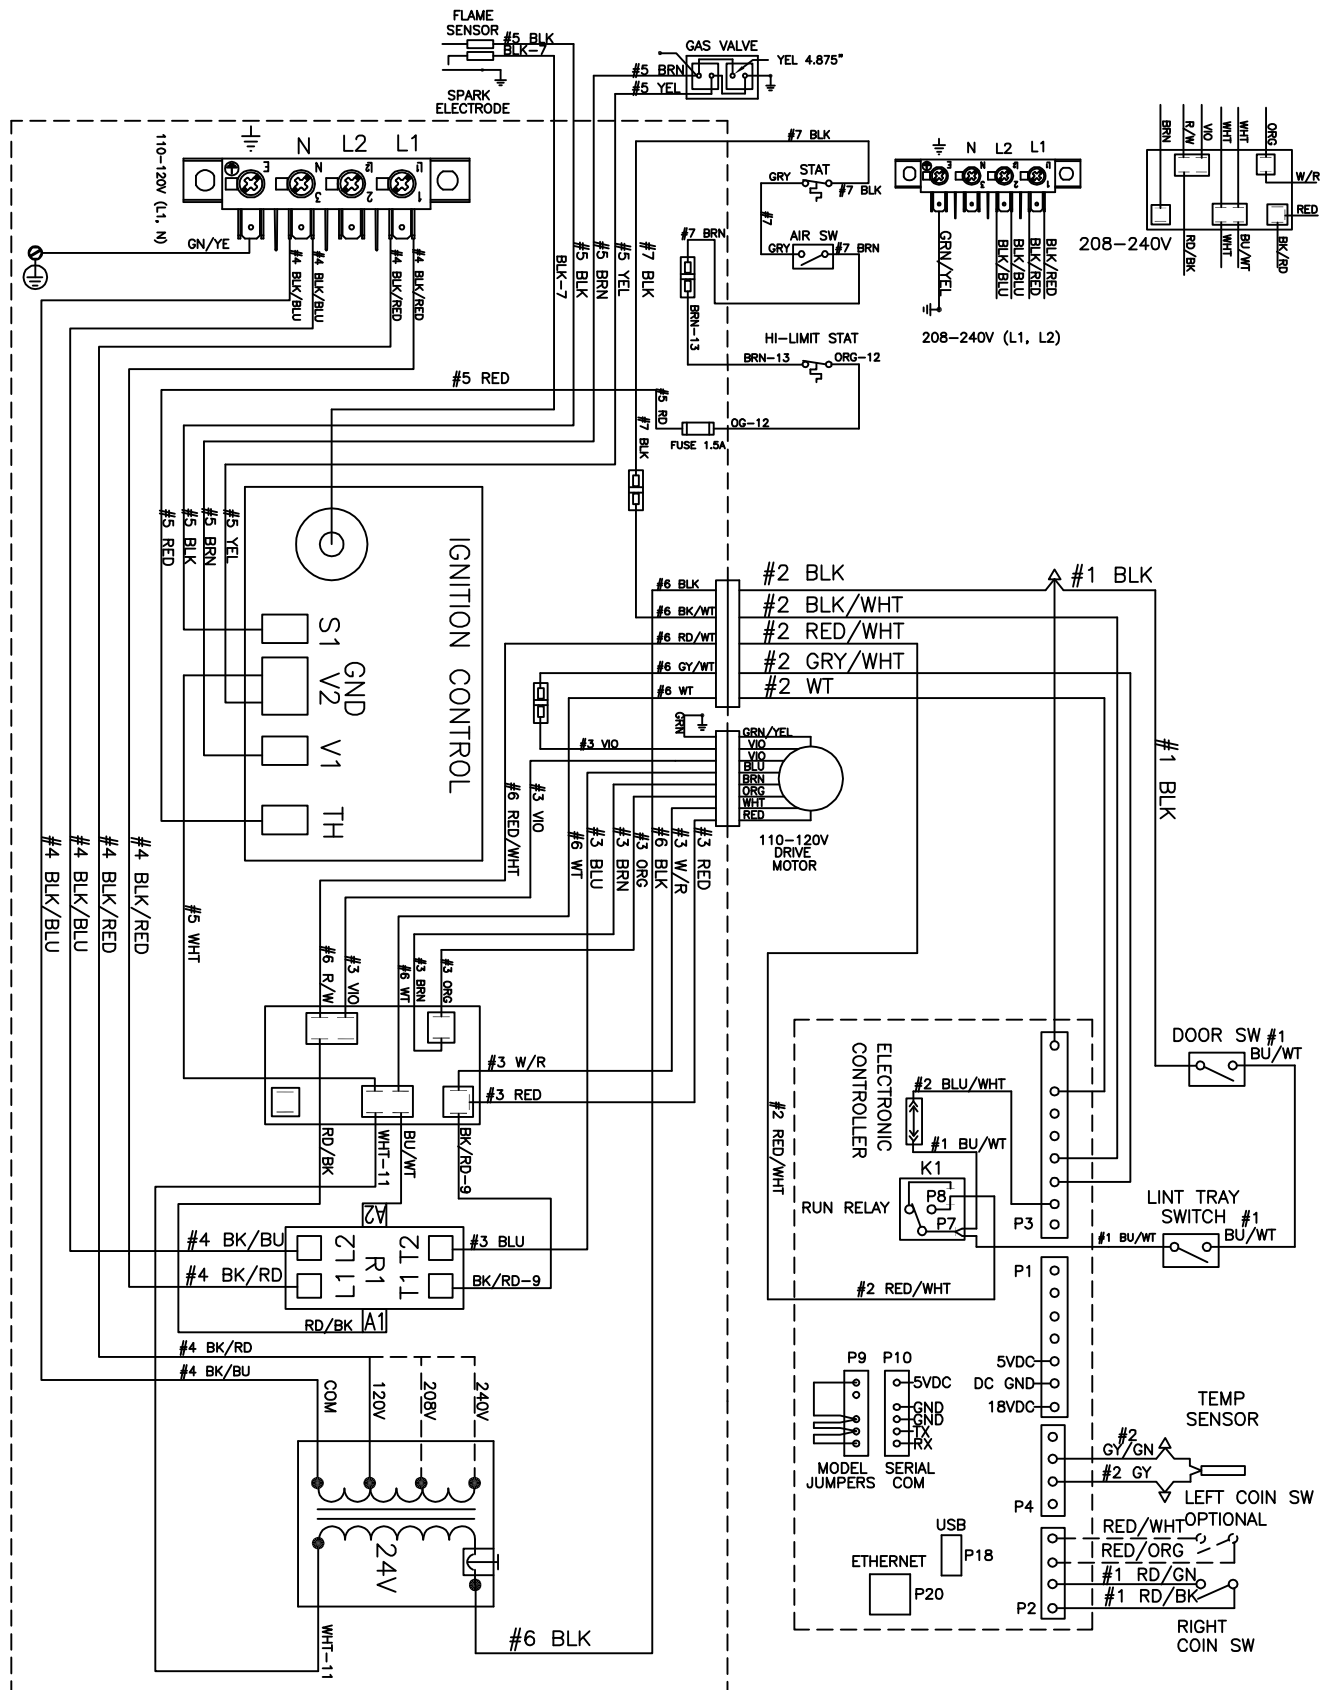 FLAME
SENSOR
#5 BLK
BLK-7
SPARK
ELECTRODE
GAS VALVE
YEL 4.875"
#5 BRN
#5 YEL
110-120V (L1, N)
N
L2
L1
E
N
L2
L1
3
2
1
GN/YE
#4 BLK/BLU
#4 BLK/BLU
#4 BLK/RED
#4 BLK/RED
BLK-7
#5 BLK
#5 BRN
#5 YEL
#7 BLK
#7 BLK
STAT
GRY
#7 BLK
#7
AIR SW
GRY
#7 BRN
#7 BRN
BRN-13
HI-LIMIT STAT
BRN-13
ORG-12
#5 RED
#5 RD
OG-12
FUSE 1.5A
#7 BLK
N
L2
L1
E
N
L2
L1
3
2
1
GRN/YEL
BLK/BLU
BLK/BLU
BLK/RED
BLK/RED
208-240V (L1, L2)
BRN
R/W
VIO
WHT
WHT
ORG
W/R
RED
208-240V
RD/BK
WHT
BU/WT
BK/RD
#5 RED
#5 BLK
#5 BRN
#5 YEL
IGNITION CONTROL
S1
GND
V2
V1
TH
#6 BLK
#6 BK/WT
#6 RD/WT
#6 GY/WT
#6 WT
#2 BLK
#2 BLK/WHT
#2 RED/WHT
#2 GRY/WHT
#2 WT
#1 BLK
#1 BLK
GRN
#3 VIO
GRN/YEL
VIO
VIO
BLU
BRN
ORG
WHT
RED
110-120V
DRIVE
MOTOR
#6 RED/WHT
#3 VIO
#6 WT
#3 BLU
#3 BRN
#3 ORG
#6 BLK
#3 W/R
#3 RED
#4 BLK/BLU
#4 BLK/BLU
#4 BLK/RED
#4 BLK/RED
#5 WHT
#6 R/W
#3 VIO
#6 WT
#3 BRN
#3 ORG
#3 W/R
#3 RED
RD/BK
WHT-11
BU/WT
BK/RD-9
A2
#4 BK/BU
L2
T2
#3 BLU
R1
#4 BK/RD
L1
T1
BK/RD-9
RD/BK
A1
#4 BK/RD
#4 BK/BU
COM
120V
208V
240V
24V
WHT-11
#6 BLK
ELECTRONIC
CONTROLLER
#2 BLU/WHT
#1 BU/WT
#2 RED/WHT
K1
P8
RUN RELAY
P7
P3
#2 RED/WHT
DOOR SW #1
BU/WT
LINT TRAY
SWITCH #1
#1 BU/WT
BU/WT
P1
5VDC
DC GND
18VDC
P9
P10
5VDC
GND
GND
TX
RX
MODEL
JUMPERS
SERIAL
COM
TEMP
SENSOR
#2
GY/GN
#2 GY
P4
LEFT COIN SW
OPTIONAL
RED/WHT
RED/ORG
#1 RD/GN
#1 RD/BK
P2
RIGHT
COIN SW
USB
P18
ETHERNET
P20